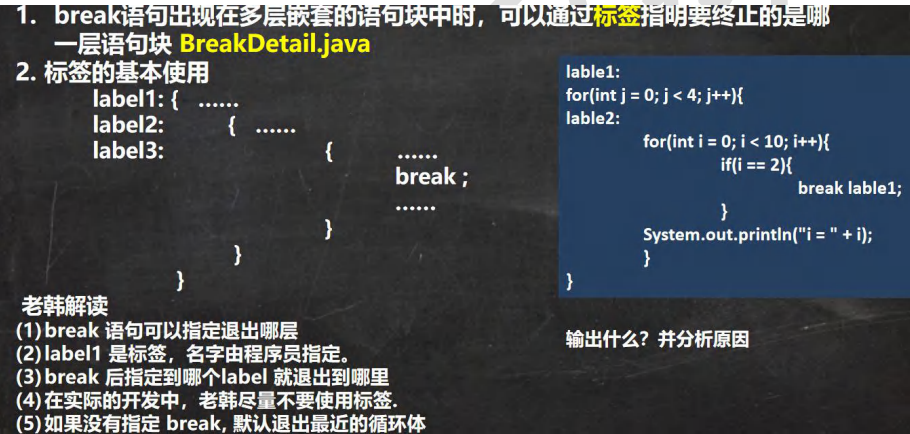 1. break语句出现在多层嵌套的语句块中时，可以通过标签指明要终止的是哪
一层语句块 BreakDetail.java
2. 标签的基本使用
label1: { ……
label2: { ……
label3: { ……
break ;
……
}
}
}
老韩解读
(1)break 语句可以指定退出哪层
(2)label1 是标签，名字由程序员指定。
(3)break 后指定到哪个label 就退出到哪里
(4)在实际的开发中，老韩尽量不要使用标签.
(5)如果没有指定 break, 默认退出最近的循环体
lable1:
for(int j = 0; j < 4; j++){
lable2:
for(int i = 0; i < 10; i++){
if(i == 2){
break lable1;
}
System.out.println("i = " + i);
}
}
输出什么？并分析原因